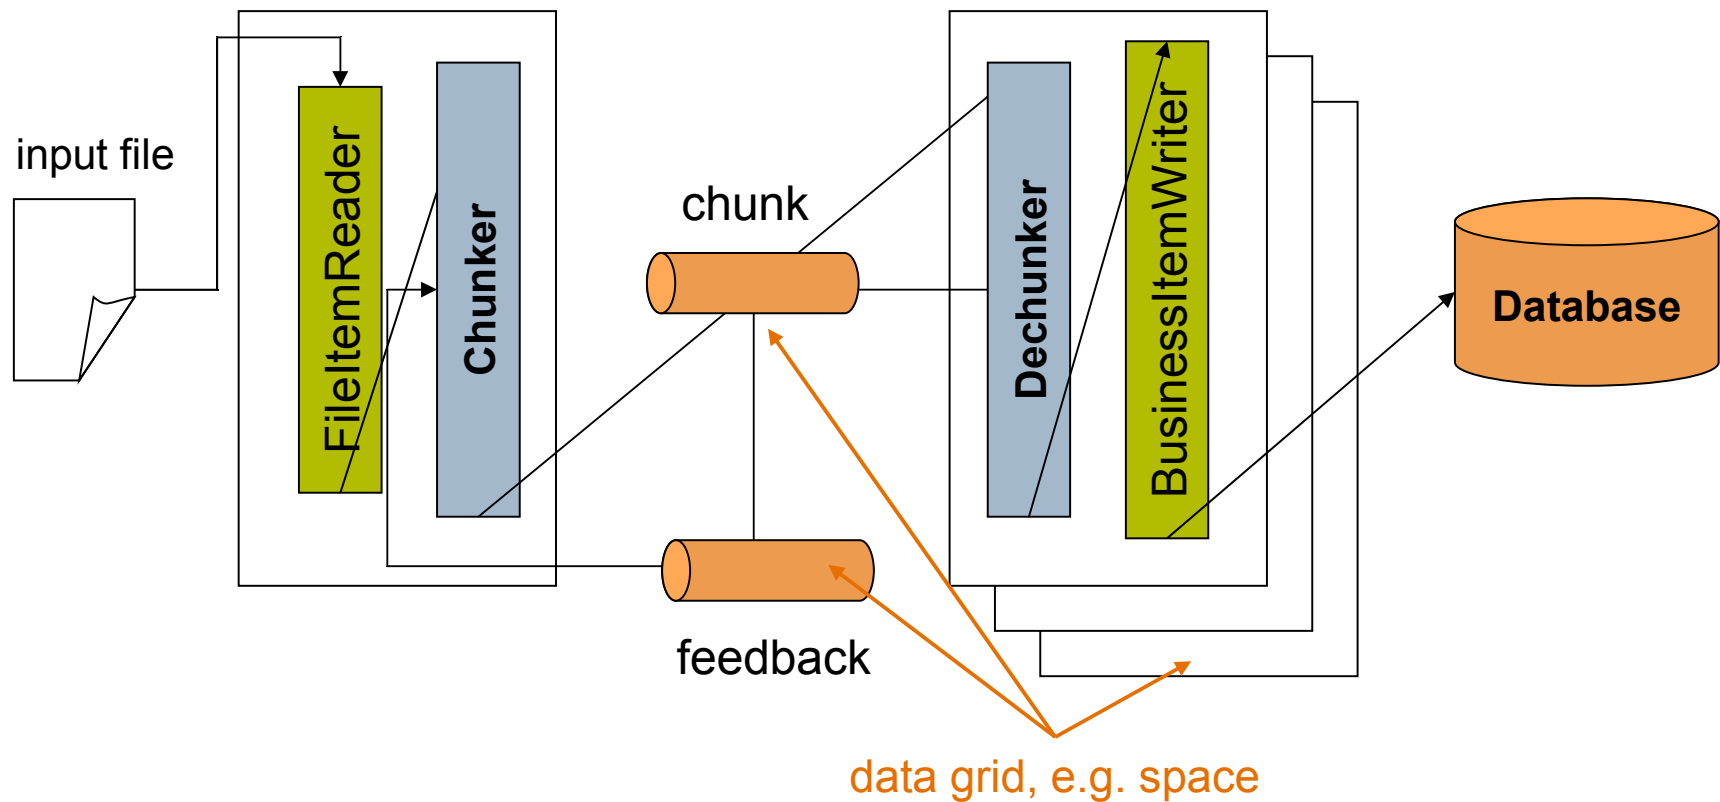 input file
FileItemReader
Chunker
chunk
feedback
Dechunker
BusinessItemWriter
Database
data grid, e.g. space